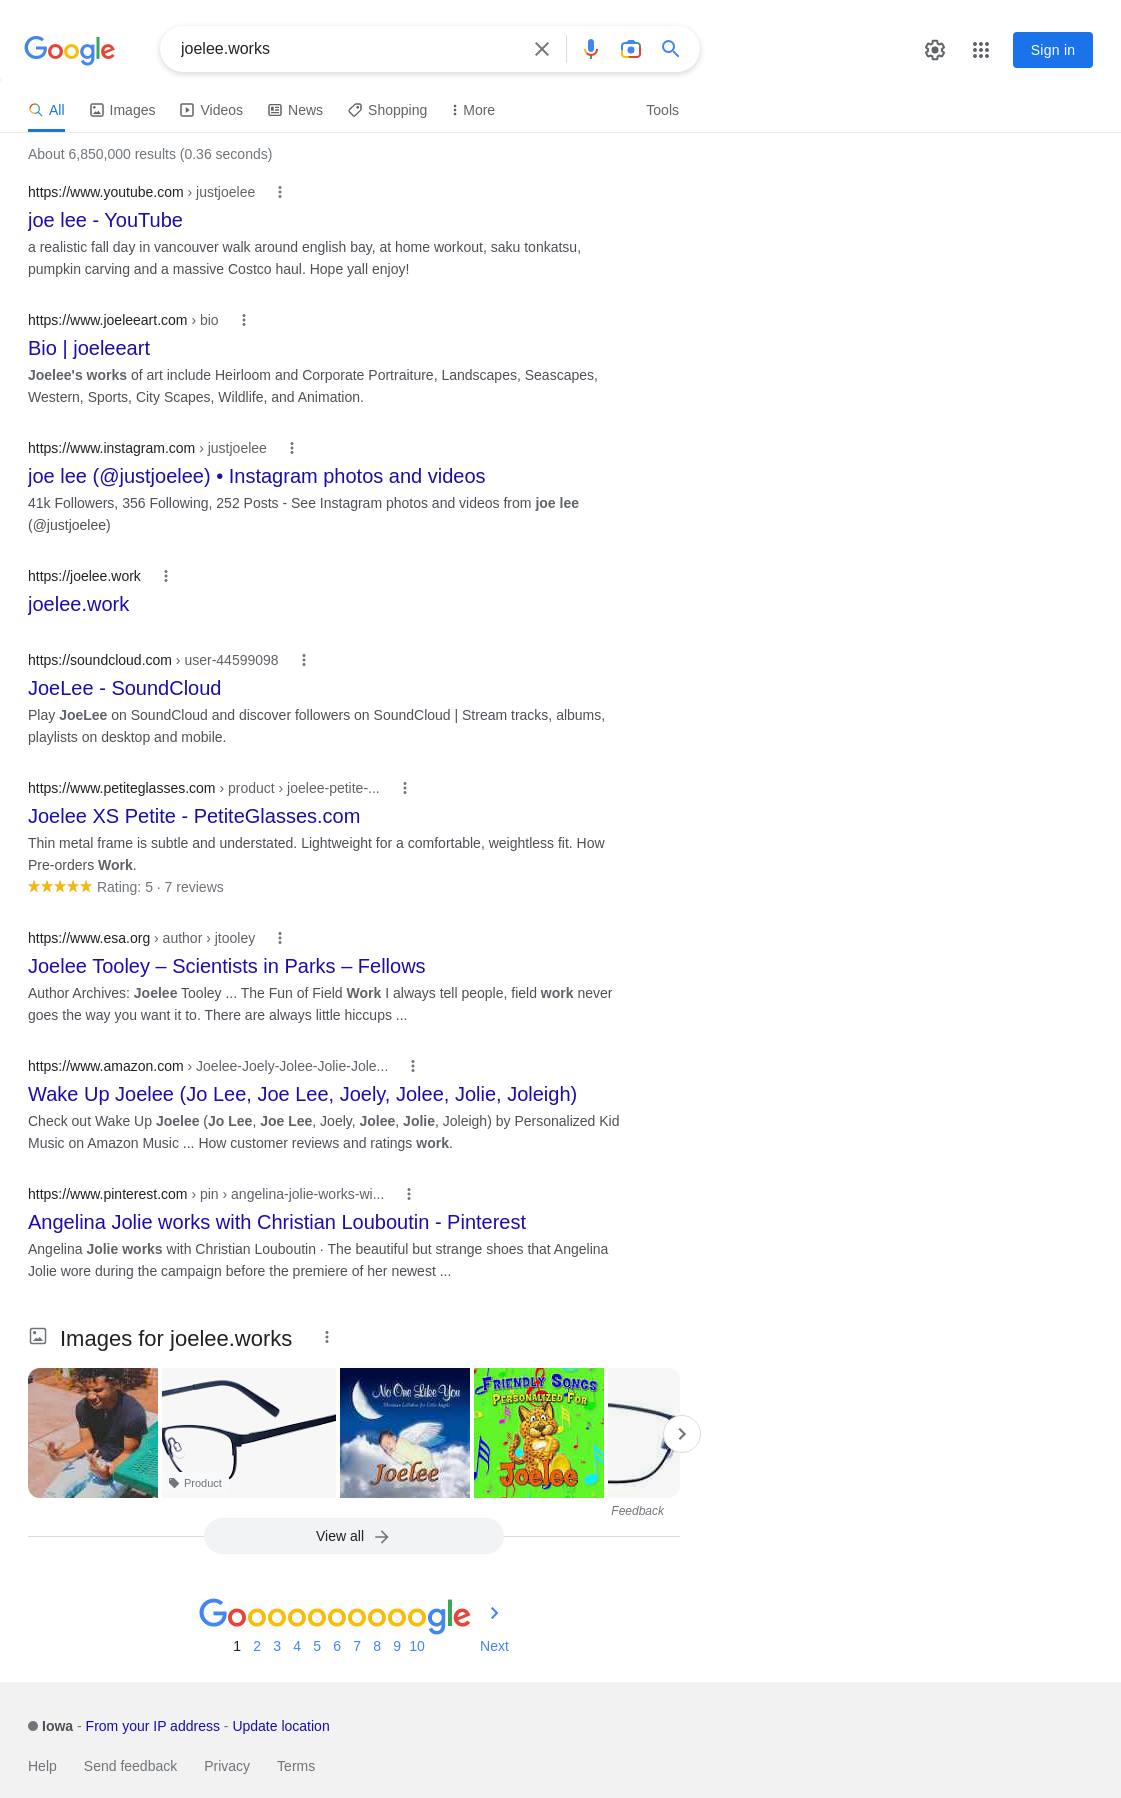 Google
joelee.works
Sign in
All
Images
Videos
News
Shopping
More
Tools
About 6,850,000 results (0.36 seconds)
https://www.youtube.com › justjoelee
joe lee - YouTube
a realistic fall day in vancouver walk around english bay, at home workout, saku tonkatsu,
pumpkin carving and a massive Costco haul. Hope yall enjoy!
https://www.joeleeart.com › bio
Bio | joeleeart
Joelee's works of art include Heirloom and Corporate Portraiture, Landscapes, Seascapes,
Western, Sports, City Scapes, Wildlife, and Animation.
https://www.instagram.com › justjoelee
joe lee (@justjoelee) • Instagram photos and videos
41k Followers, 356 Following, 252 Posts - See Instagram photos and videos from joe lee
(@justjoelee)
https://joelee.work
joelee.work
https://soundcloud.com › user-44599098
JoeLee - SoundCloud
Play JoeLee on SoundCloud and discover followers on SoundCloud | Stream tracks, albums,
playlists on desktop and mobile.
https://www.petiteglasses.com › product › joelee-petite-...
Joelee XS Petite - PetiteGlasses.com
Thin metal frame is subtle and understated. Lightweight for a comfortable, weightless fit. How
Pre-orders Work.
Rating: 5 · 7 reviews
https://www.esa.org › author › jtooley
Joelee Tooley – Scientists in Parks – Fellows
Author Archives: Joelee Tooley ... The Fun of Field Work I always tell people, field work never
goes the way you want it to. There are always little hiccups ...
https://www.amazon.com › Joelee-Joely-Jolee-Jolie-Jole...
Wake Up Joelee (Jo Lee, Joe Lee, Joely, Jolee, Jolie, Joleigh)
Check out Wake Up Joelee (Jo Lee, Joe Lee, Joely, Jolee, Jolie, Joleigh) by Personalized Kid
Music on Amazon Music ... How customer reviews and ratings work.
https://www.pinterest.com › pin › angelina-jolie-works-wi...
Angelina Jolie works with Christian Louboutin - Pinterest
Angelina Jolie works with Christian Louboutin · The beautiful but strange shoes that Angelina
Jolie wore during the campaign before the premiere of her newest ...
Images for joelee.works
Product
No One Like You
Christian Lullabies for Little Angels
Joelee
FRIENDLY SONGS
PERSONALIZED FOR
Joelee
Feedback
View all
Goooooooooogle
1 2 3 4 5 6 7 8 9 10 Next
Iowa - From your IP address - Update location
Help
Send feedback
Privacy
Terms